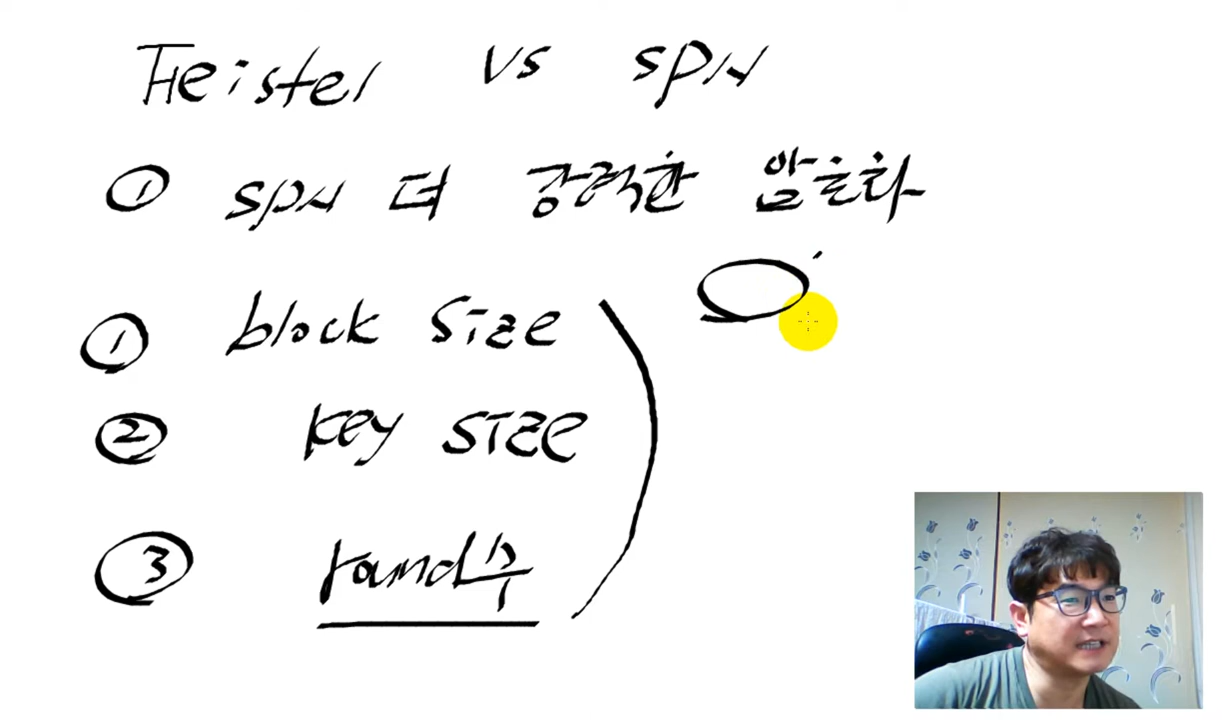 Feistel vs SPN
① SPN 더 강력한 암호화
① block size
② key size
③ round수